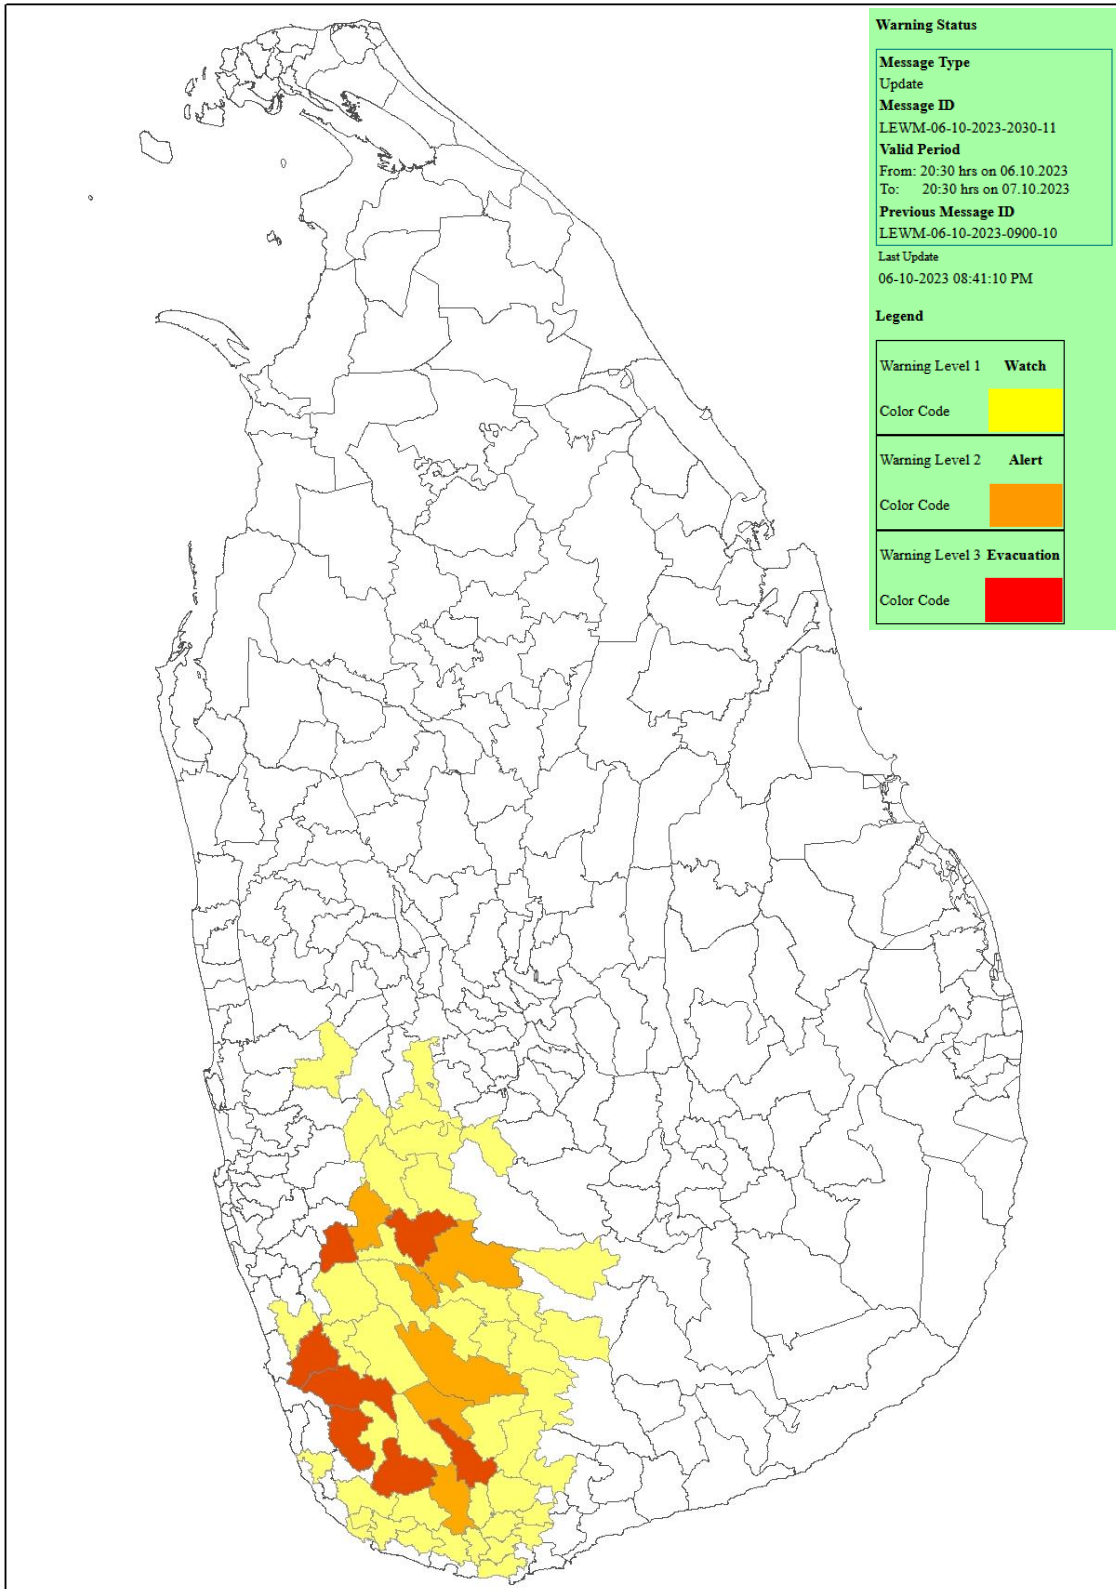 Warning Status
Message Type
Update
Message ID
LEWM-06-10-2023-2030-11
Valid Period
From: 20:30 hrs on 06.10.2023
To: 20:30 hrs on 07.10.2023
Previous Message ID
LEWM-06-10-2023-0900-10
Last Update
06-10-2023 08:41:10 PM
Legend
Warning Level 1 Watch
Color Code
Warning Level 2 Alert
Color Code
Warning Level 3 Evacuation
Color Code